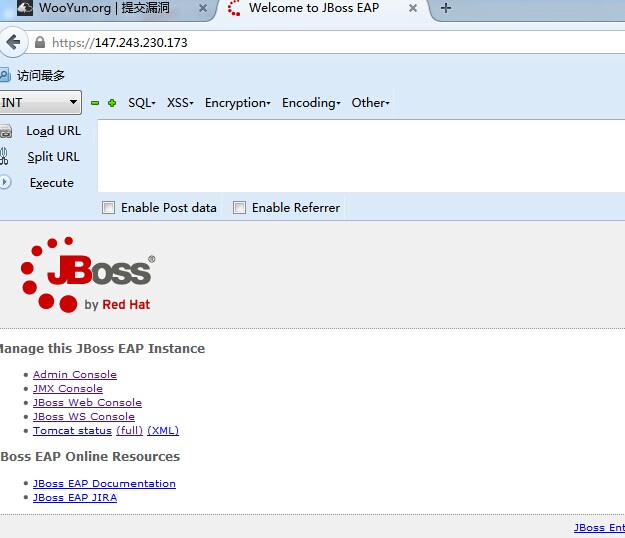 WooYun.org | 提交漏洞
Welcome to JBoss EAP
https://147.243.230.173
访问最多
INT SQL XSS Encryption Encoding Other
Load URL
Split URL
Execute
Enable Post data Enable Referrer
JBoss®
by Red Hat
Manage this JBoss EAP Instance
Admin Console
JMX Console
JBoss Web Console
JBoss WS Console
Tomcat status (full) (XML)
Boss EAP Online Resources
JBoss EAP Documentation
JBoss EAP JIRA
JBoss Ent